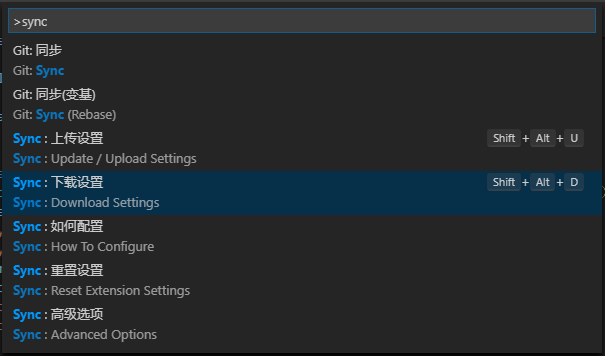 >sync
Git: 同步
Git: Sync
Git: 同步(变基)
Git: Sync (Rebase)
Sync : 上传设置 Shift + Alt + U
Sync : Update / Upload Settings
Sync : 下载设置 Shift + Alt + D
Sync : Download Settings
Sync : 如何配置
Sync : How To Configure
Sync : 重置设置
Sync : Reset Extension Settings
Sync : 高级选项
Sync : Advanced Options